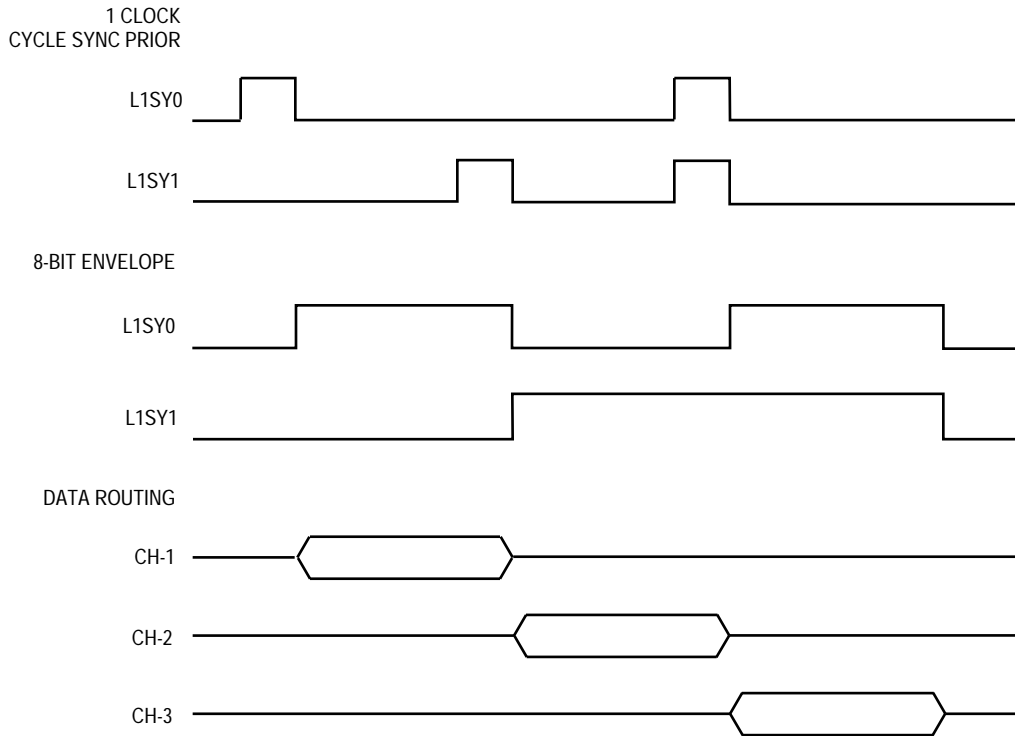 1 CLOCK
CYCLE SYNC PRIOR
L1SY0
L1SY1
8-BIT ENVELOPE
L1SY0
L1SY1
DATA ROUTING
CH-1
CH-2
CH-3